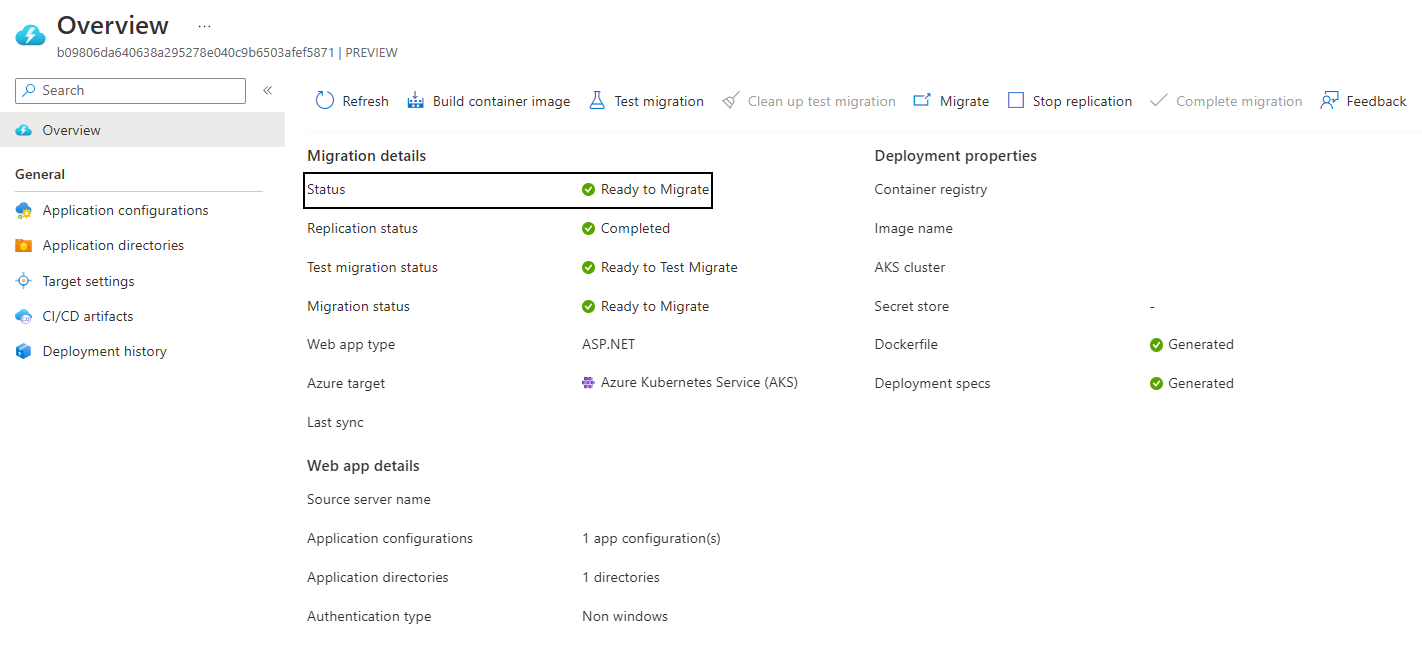 Overview ...
b09806da640638a295278e040c9b6503afef5871 | PREVIEW
Search «
Refresh Build container image Test migration Clean up test migration Migrate Stop replication Complete migration Feedback
Overview
General
Application configurations
Application directories
Target settings
CI/CD artifacts
Deployment history
Migration details
Status Ready to Migrate
Replication status Completed
Test migration status Ready to Test Migrate
Migration status Ready to Migrate
Web app type ASP.NET
Azure target Azure Kubernetes Service (AKS)
Last sync
Web app details
Source server name
Application configurations 1 app configuration(s)
Application directories 1 directories
Authentication type Non windows
Deployment properties
Container registry
Image name
AKS cluster
Secret store -
Dockerfile Generated
Deployment specs Generated